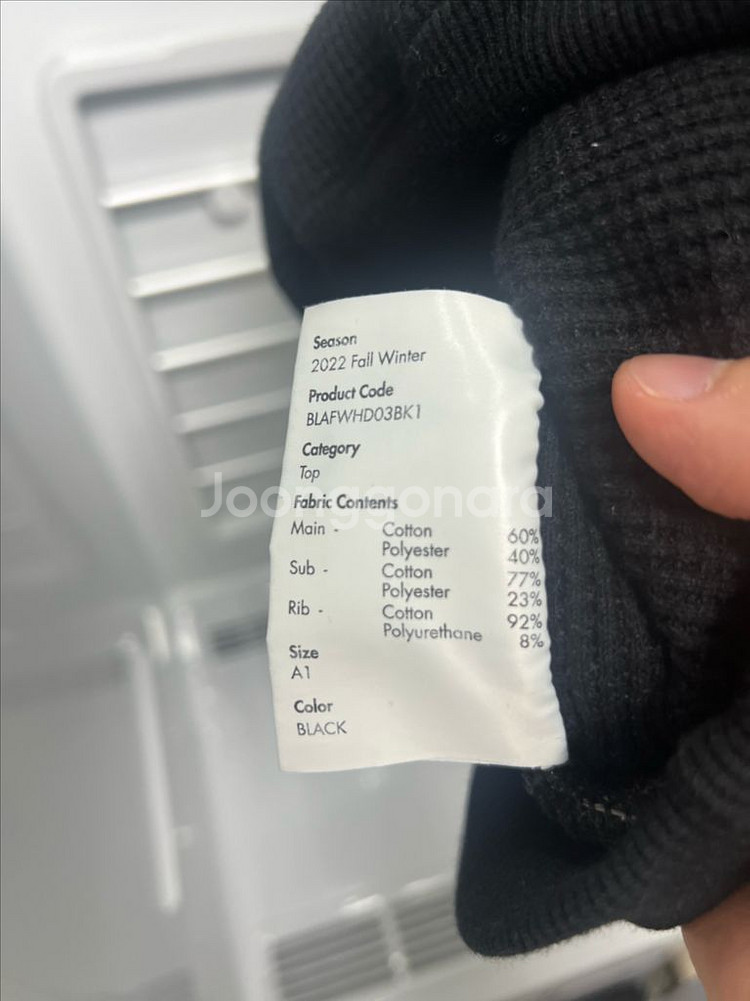 Season
2022 Fall Winter
Product Code
BLAFWHD03BK1
Category
Top
Joonggonara
Fabric Contents
Main - Cotton 60%
Polyester 40%
Sub - Cotton 77%
Polyester 23%
Rib - Cotton 92%
Polyurethane 8%
Size
A1
Color
BLACK